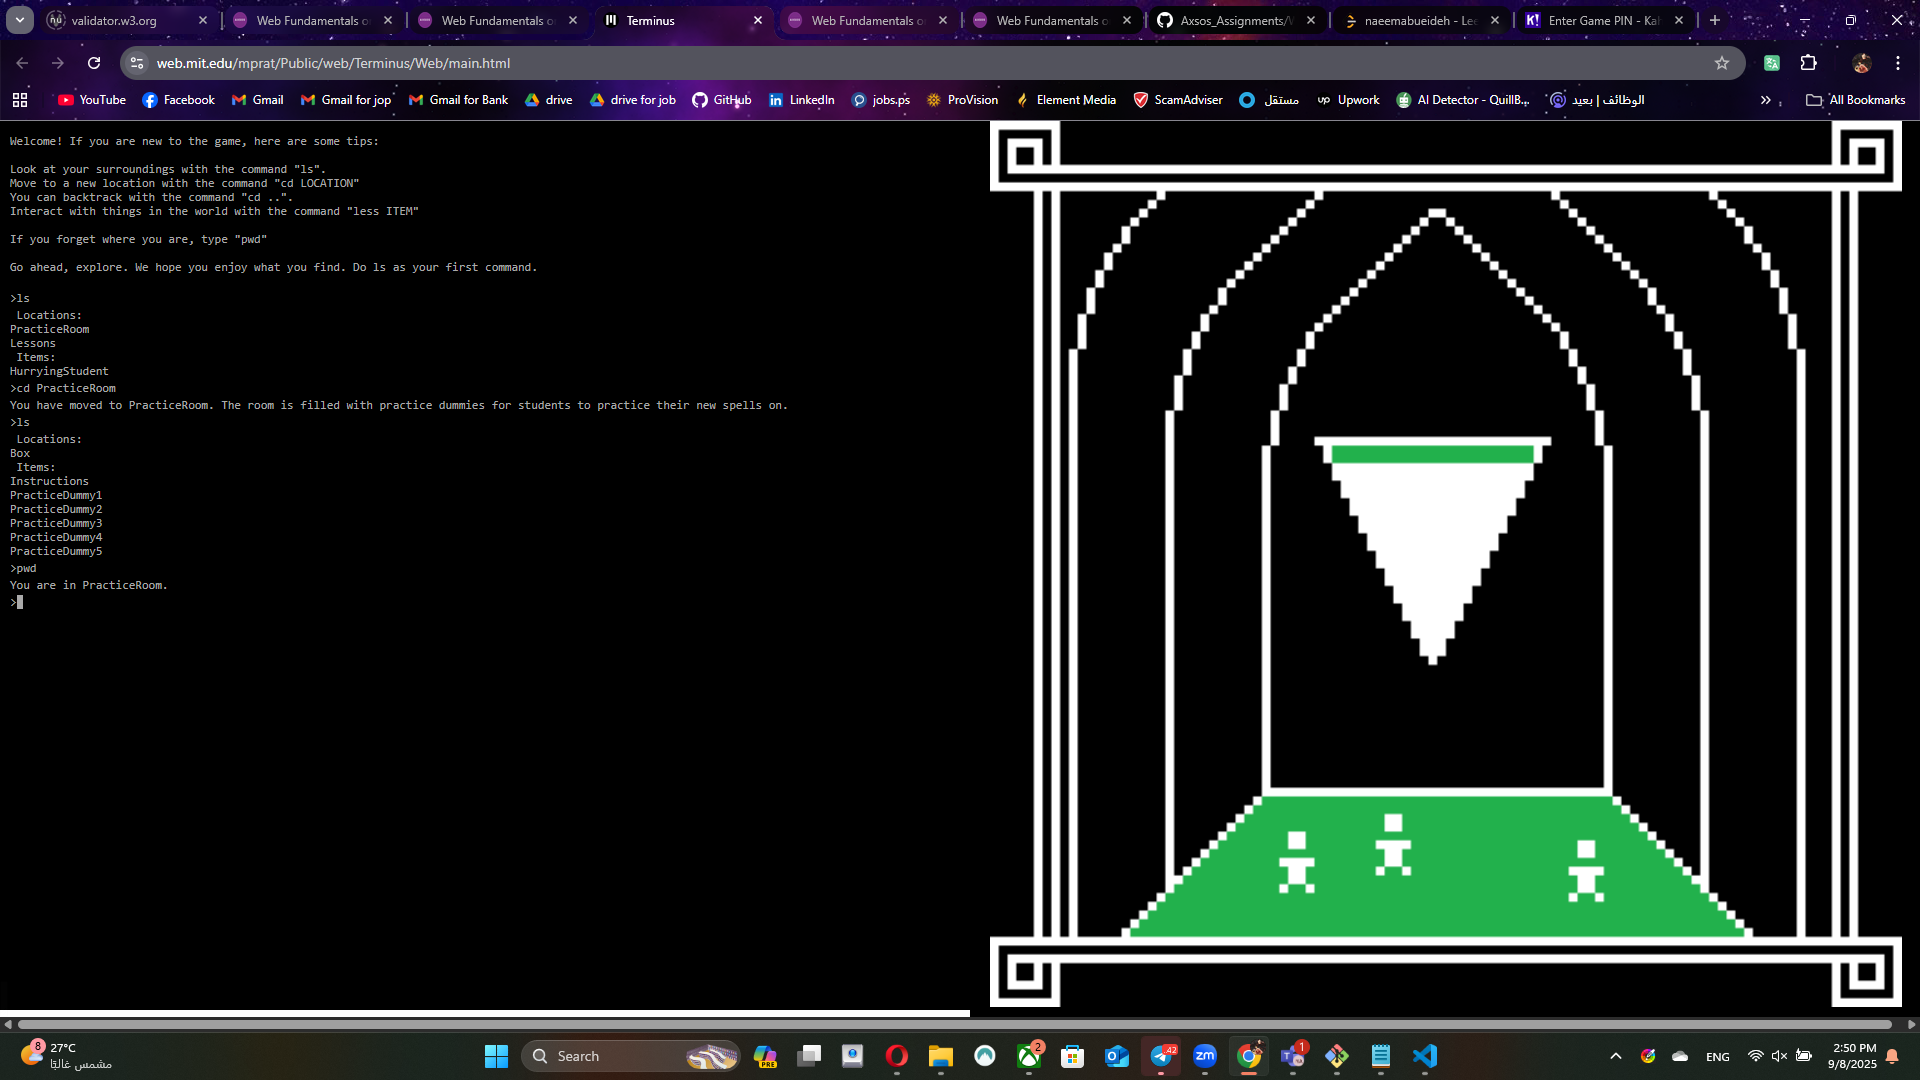 validator.w3.org
Web Fundamentals o
Web Fundamentals o
Terminus
Web Fundamentals o
Web Fundamentals o
Axsos_Assignments/
naeemabueideh - Le
Enter Game PIN - Ka
web.mit.edu/mprat/Public/web/Terminus/Web/main.html
YouTube
Facebook
Gmail
Gmail for jop
Gmail for Bank
drive
drive for job
GitHub
LinkedIn
jobs.ps
ProVision
Element Media
ScamAdviser
مستقل
Upwork
AI Detector - QuillB...
الوظائف | بعيد
All Bookmarks
Welcome! If you are new to the game, here are some tips:
Look at your surroundings with the command "ls".
Move to a new location with the command "cd LOCATION"
You can backtrack with the command "cd ..".
Interact with things in the world with the command "less ITEM"
If you forget where you are, type "pwd"
Go ahead, explore. We hope you enjoy what you find. Do ls as your first command.
>ls
Locations:
PracticeRoom
Lessons
Items:
HurryingStudent
>cd PracticeRoom
You have moved to PracticeRoom. The room is filled with practice dummies for students to practice their new spells on.
>ls
Locations:
Box
Items:
Instructions
PracticeDummy1
PracticeDummy2
PracticeDummy3
PracticeDummy4
PracticeDummy5
>pwd
You are in PracticeRoom.
>
8
27°C
مشمس غالبًا
Search
PRE
2
42
zm
1
ENG
2:50 PM
9/8/2025